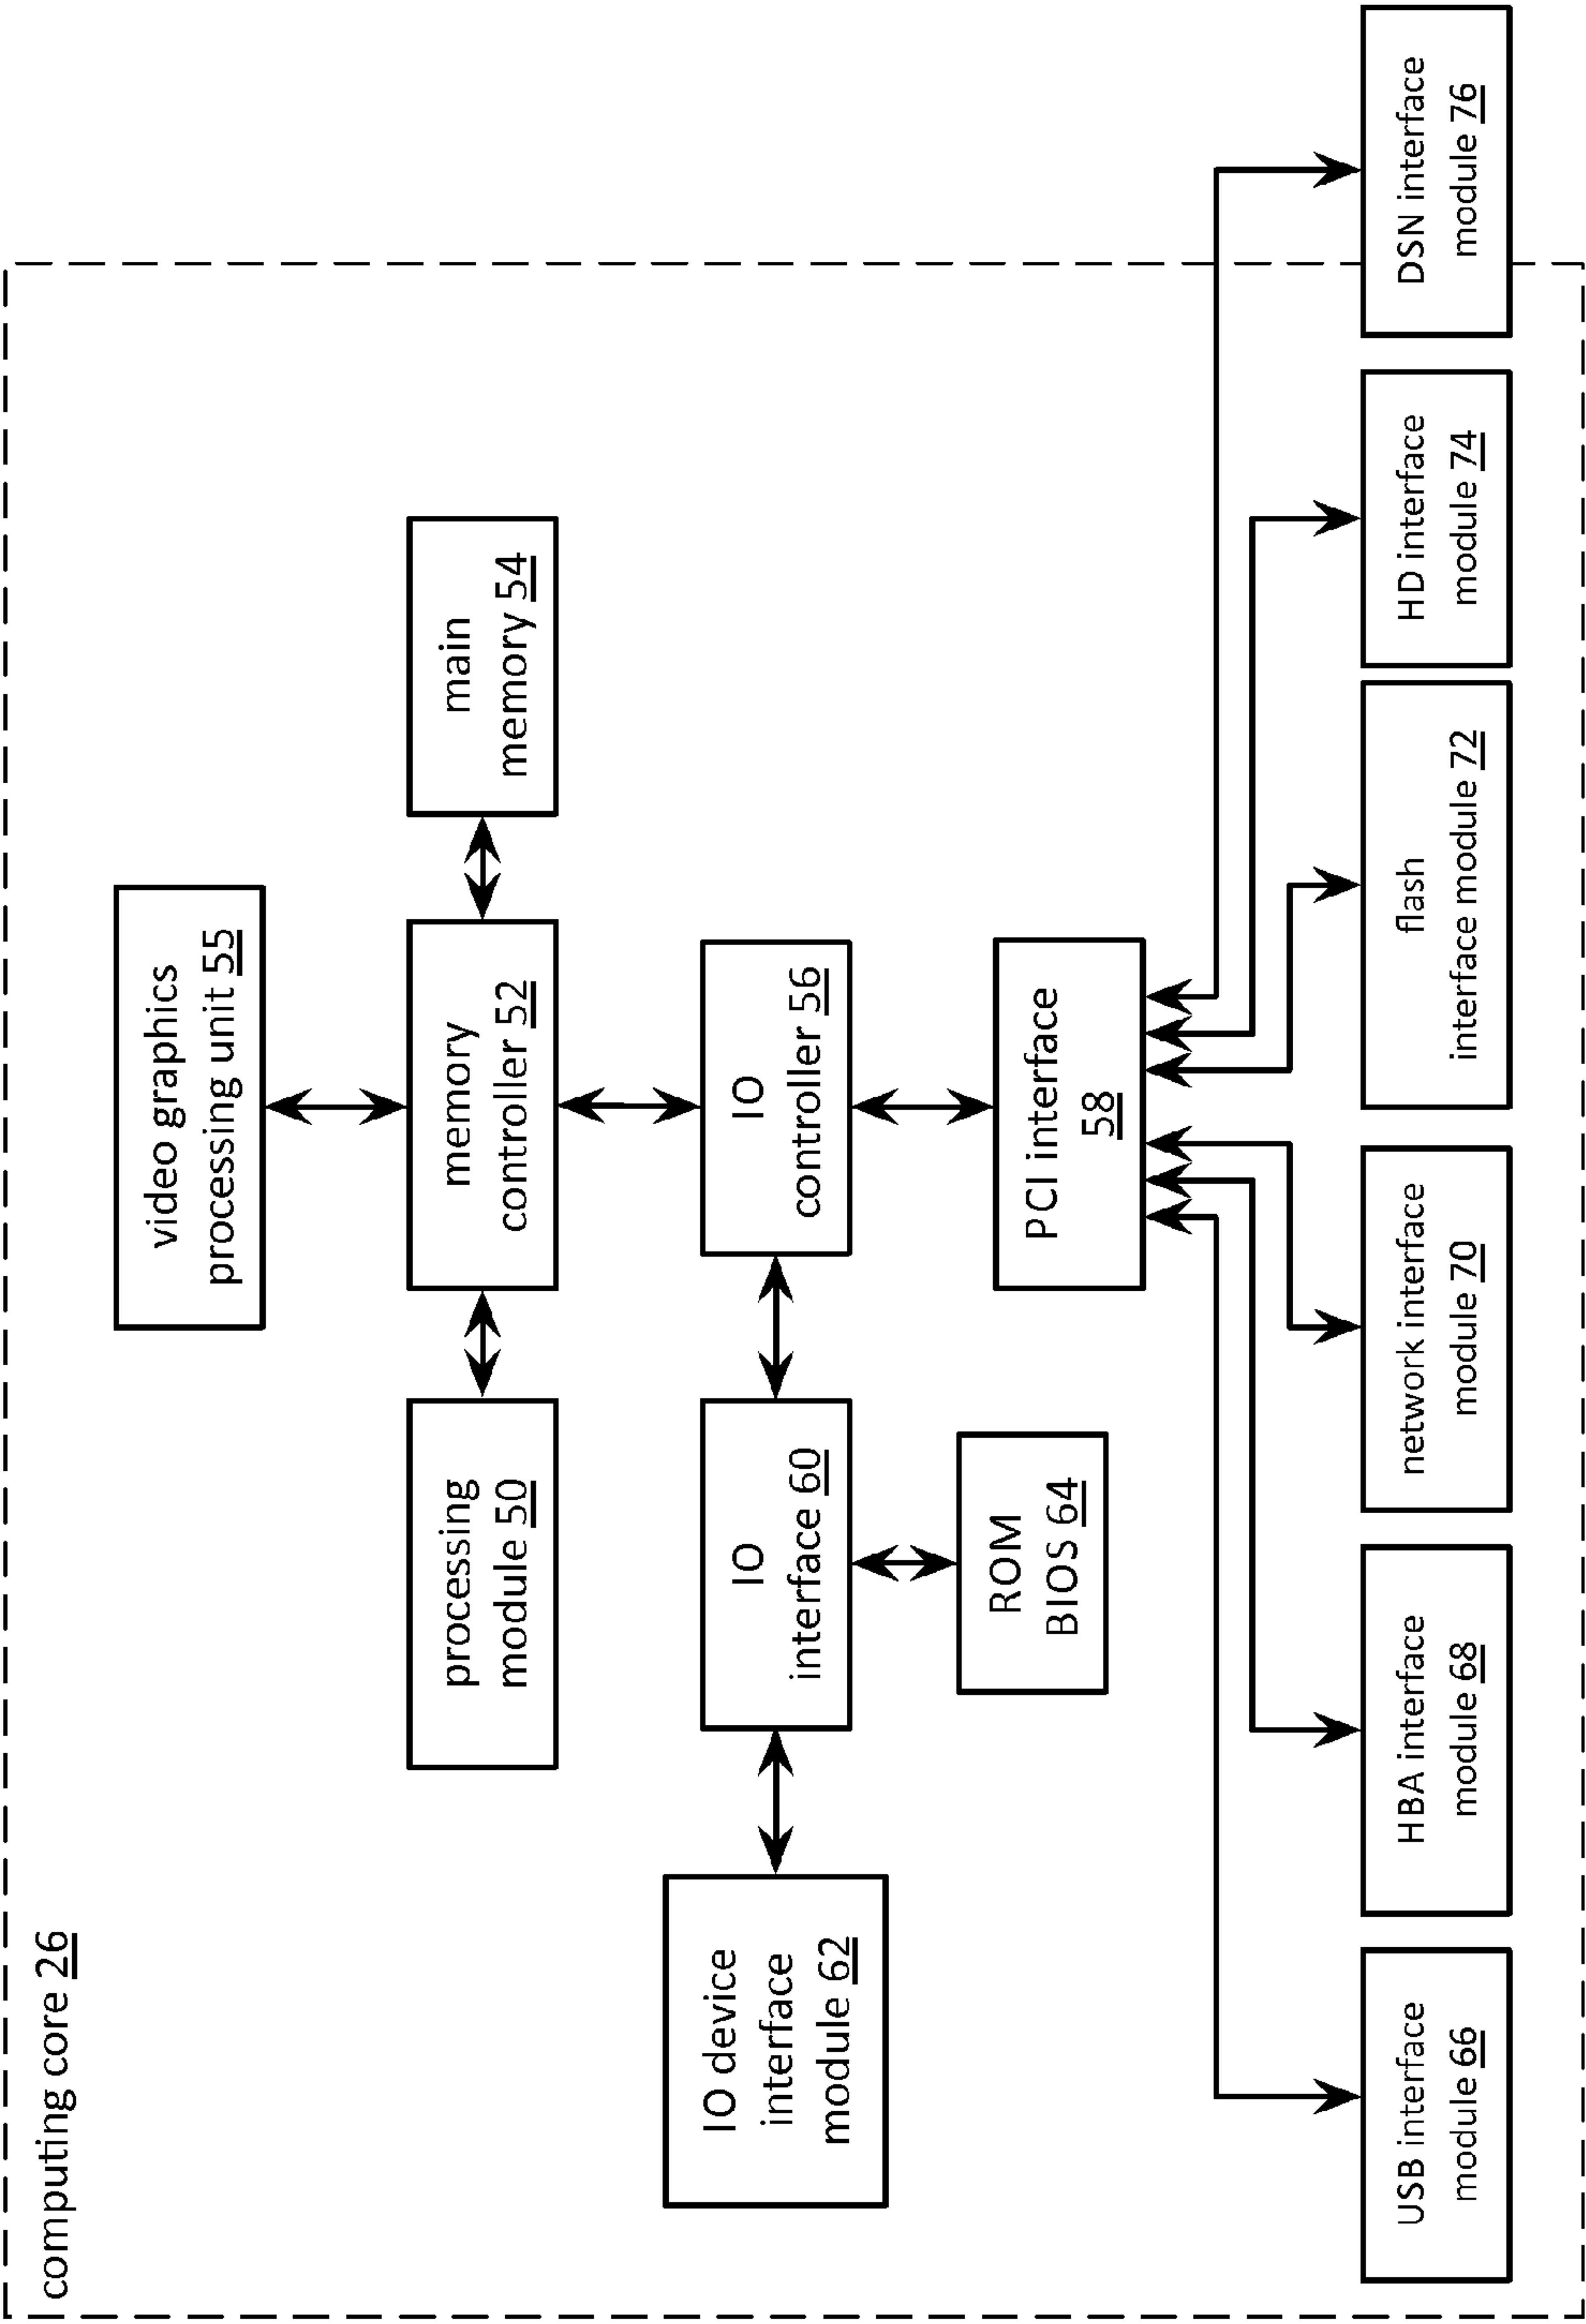 computing core 26
video graphics
processing unit 55
processing
module 50
memory
controller 52
main
memory 54
IO device
interface
module 62
IO
interface 60
IO
controller 56
ROM
BIOS 64
PCI interface
58
USB interface
module 66
HBA interface
module 68
network interface
module 70
flash
interface module 72
HD interface
module 74
DSN interface
module 76